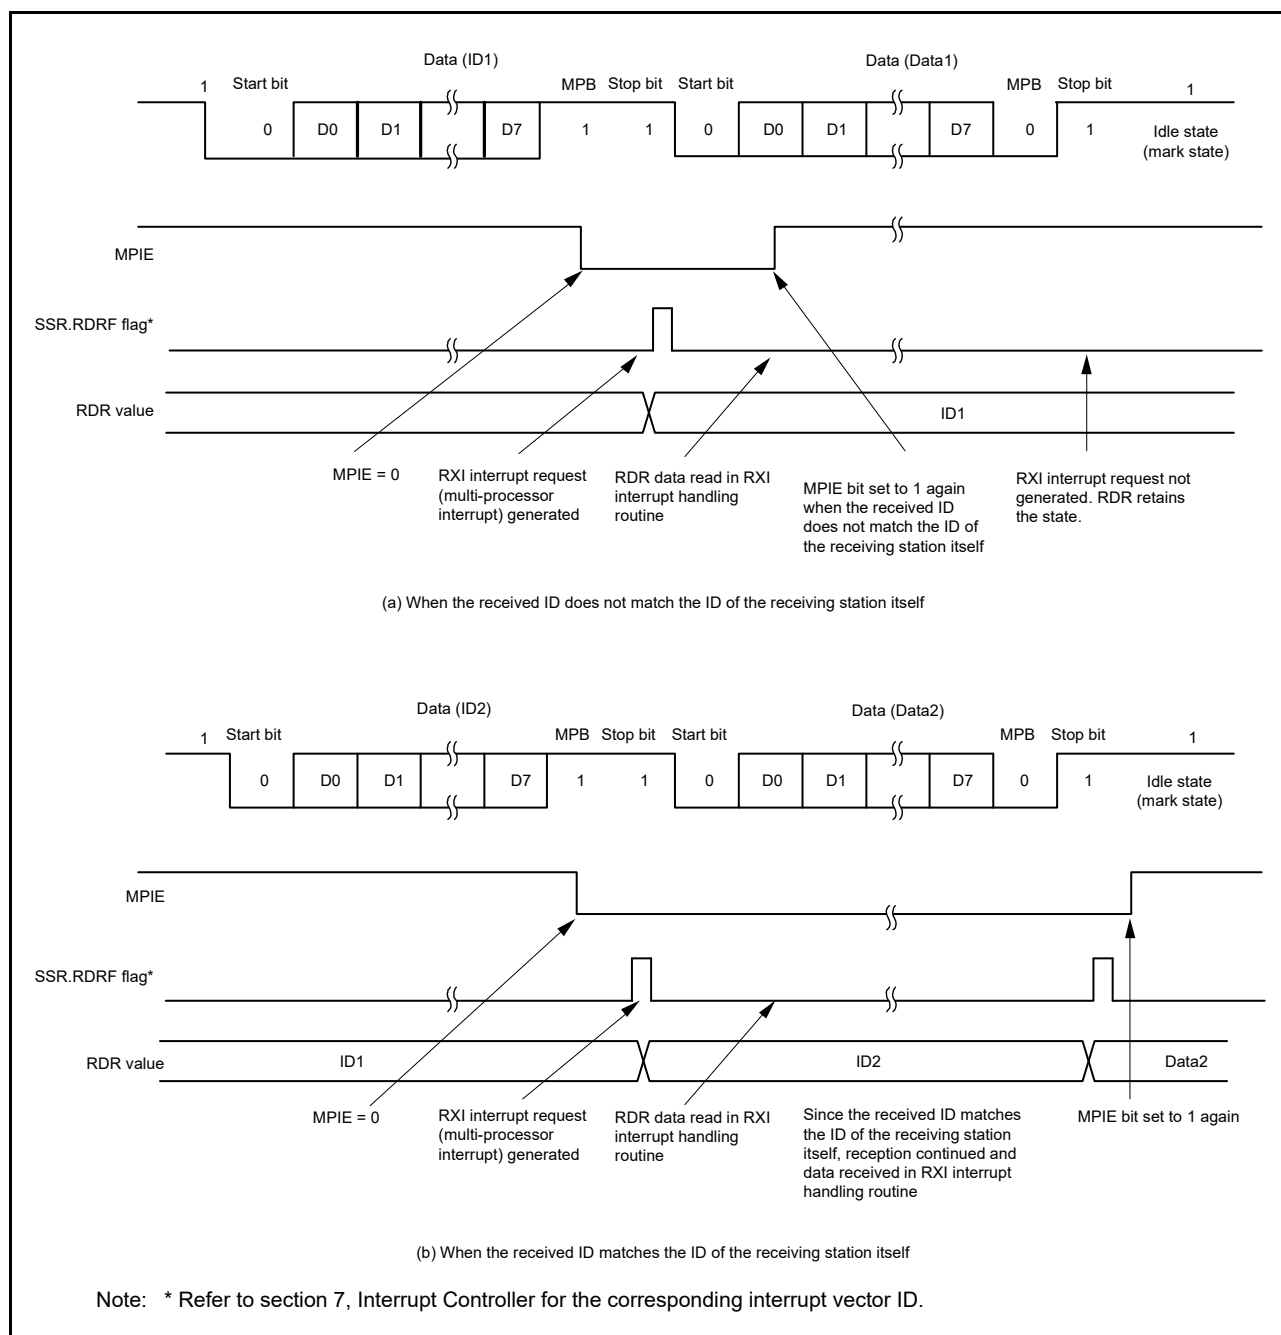 Data (ID1) Data (Data1)
1 Start bit MPB Stop bit Start bit MPB Stop bit 1
0 D0 D1 D7 1 1 0 D0 D1 D7 0 1 Idle state
(mark state)
MPIE
SSR.RDRF flag*
RDR value ID1
MPIE = 0
RXI interrupt request
(multi-processor
interrupt) generated
RDR data read in RXI
interrupt handling
routine
MPIE bit set to 1 again
when the received ID
does not match the ID of
the receiving station itself
RXI interrupt request not
generated. RDR retains
the state.
(a) When the received ID does not match the ID of the receiving station itself
Data (ID2) Data (Data2)
1 Start bit MPB Stop bit Start bit MPB Stop bit 1
0 D0 D1 D7 1 1 0 D0 D1 D7 0 1 Idle state
(mark state)
MPIE
SSR.RDRF flag*
RDR value ID1 ID2 Data2
MPIE = 0
RXI interrupt request
(multi-processor
interrupt) generated
RDR data read in RXI
interrupt handling
routine
Since the received ID matches
the ID of the receiving station
itself, reception continued and
data received in RXI interrupt
handling routine
MPIE bit set to 1 again
(b) When the received ID matches the ID of the receiving station itself
Note: * Refer to section 7, Interrupt Controller for the corresponding interrupt vector ID.